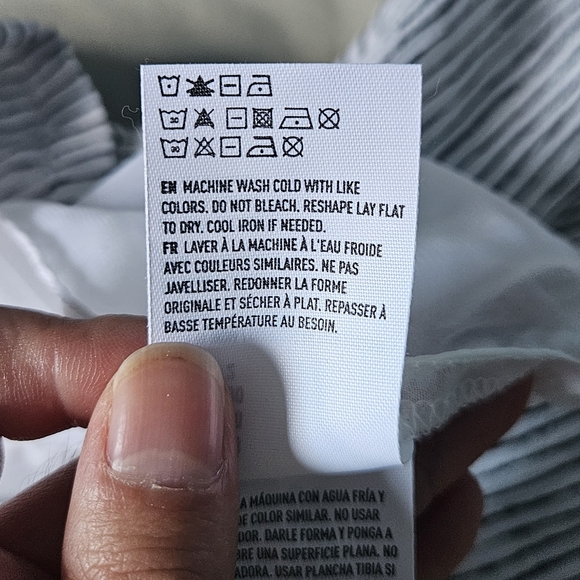 EN MACHINE WASH COLD WITH LIKE
COLORS. DO NOT BLEACH. RESHAPE LAY FLAT
TO DRY. COOL IRON IF NEEDED.
FR LAVER À LA MACHINE À L'EAU FROIDE
AVEC COULEURS SIMILAIRES. NE PAS
JAVELLISER. REDONNER LA FORME
ORIGINALE ET SÉCHER À PLAT. REPASSER À
BASSE TEMPÉRATURE AU BESOIN.
A MÁQUINA CON AGUA FRÍA Y
DE COLOR SIMILAR. NO USAR
DOR. DARLE FORMA Y PONGA A
BRE UNA SUPERFICIE PLANA. NO
ADORA. USAR PLANCHA TIBIA SI